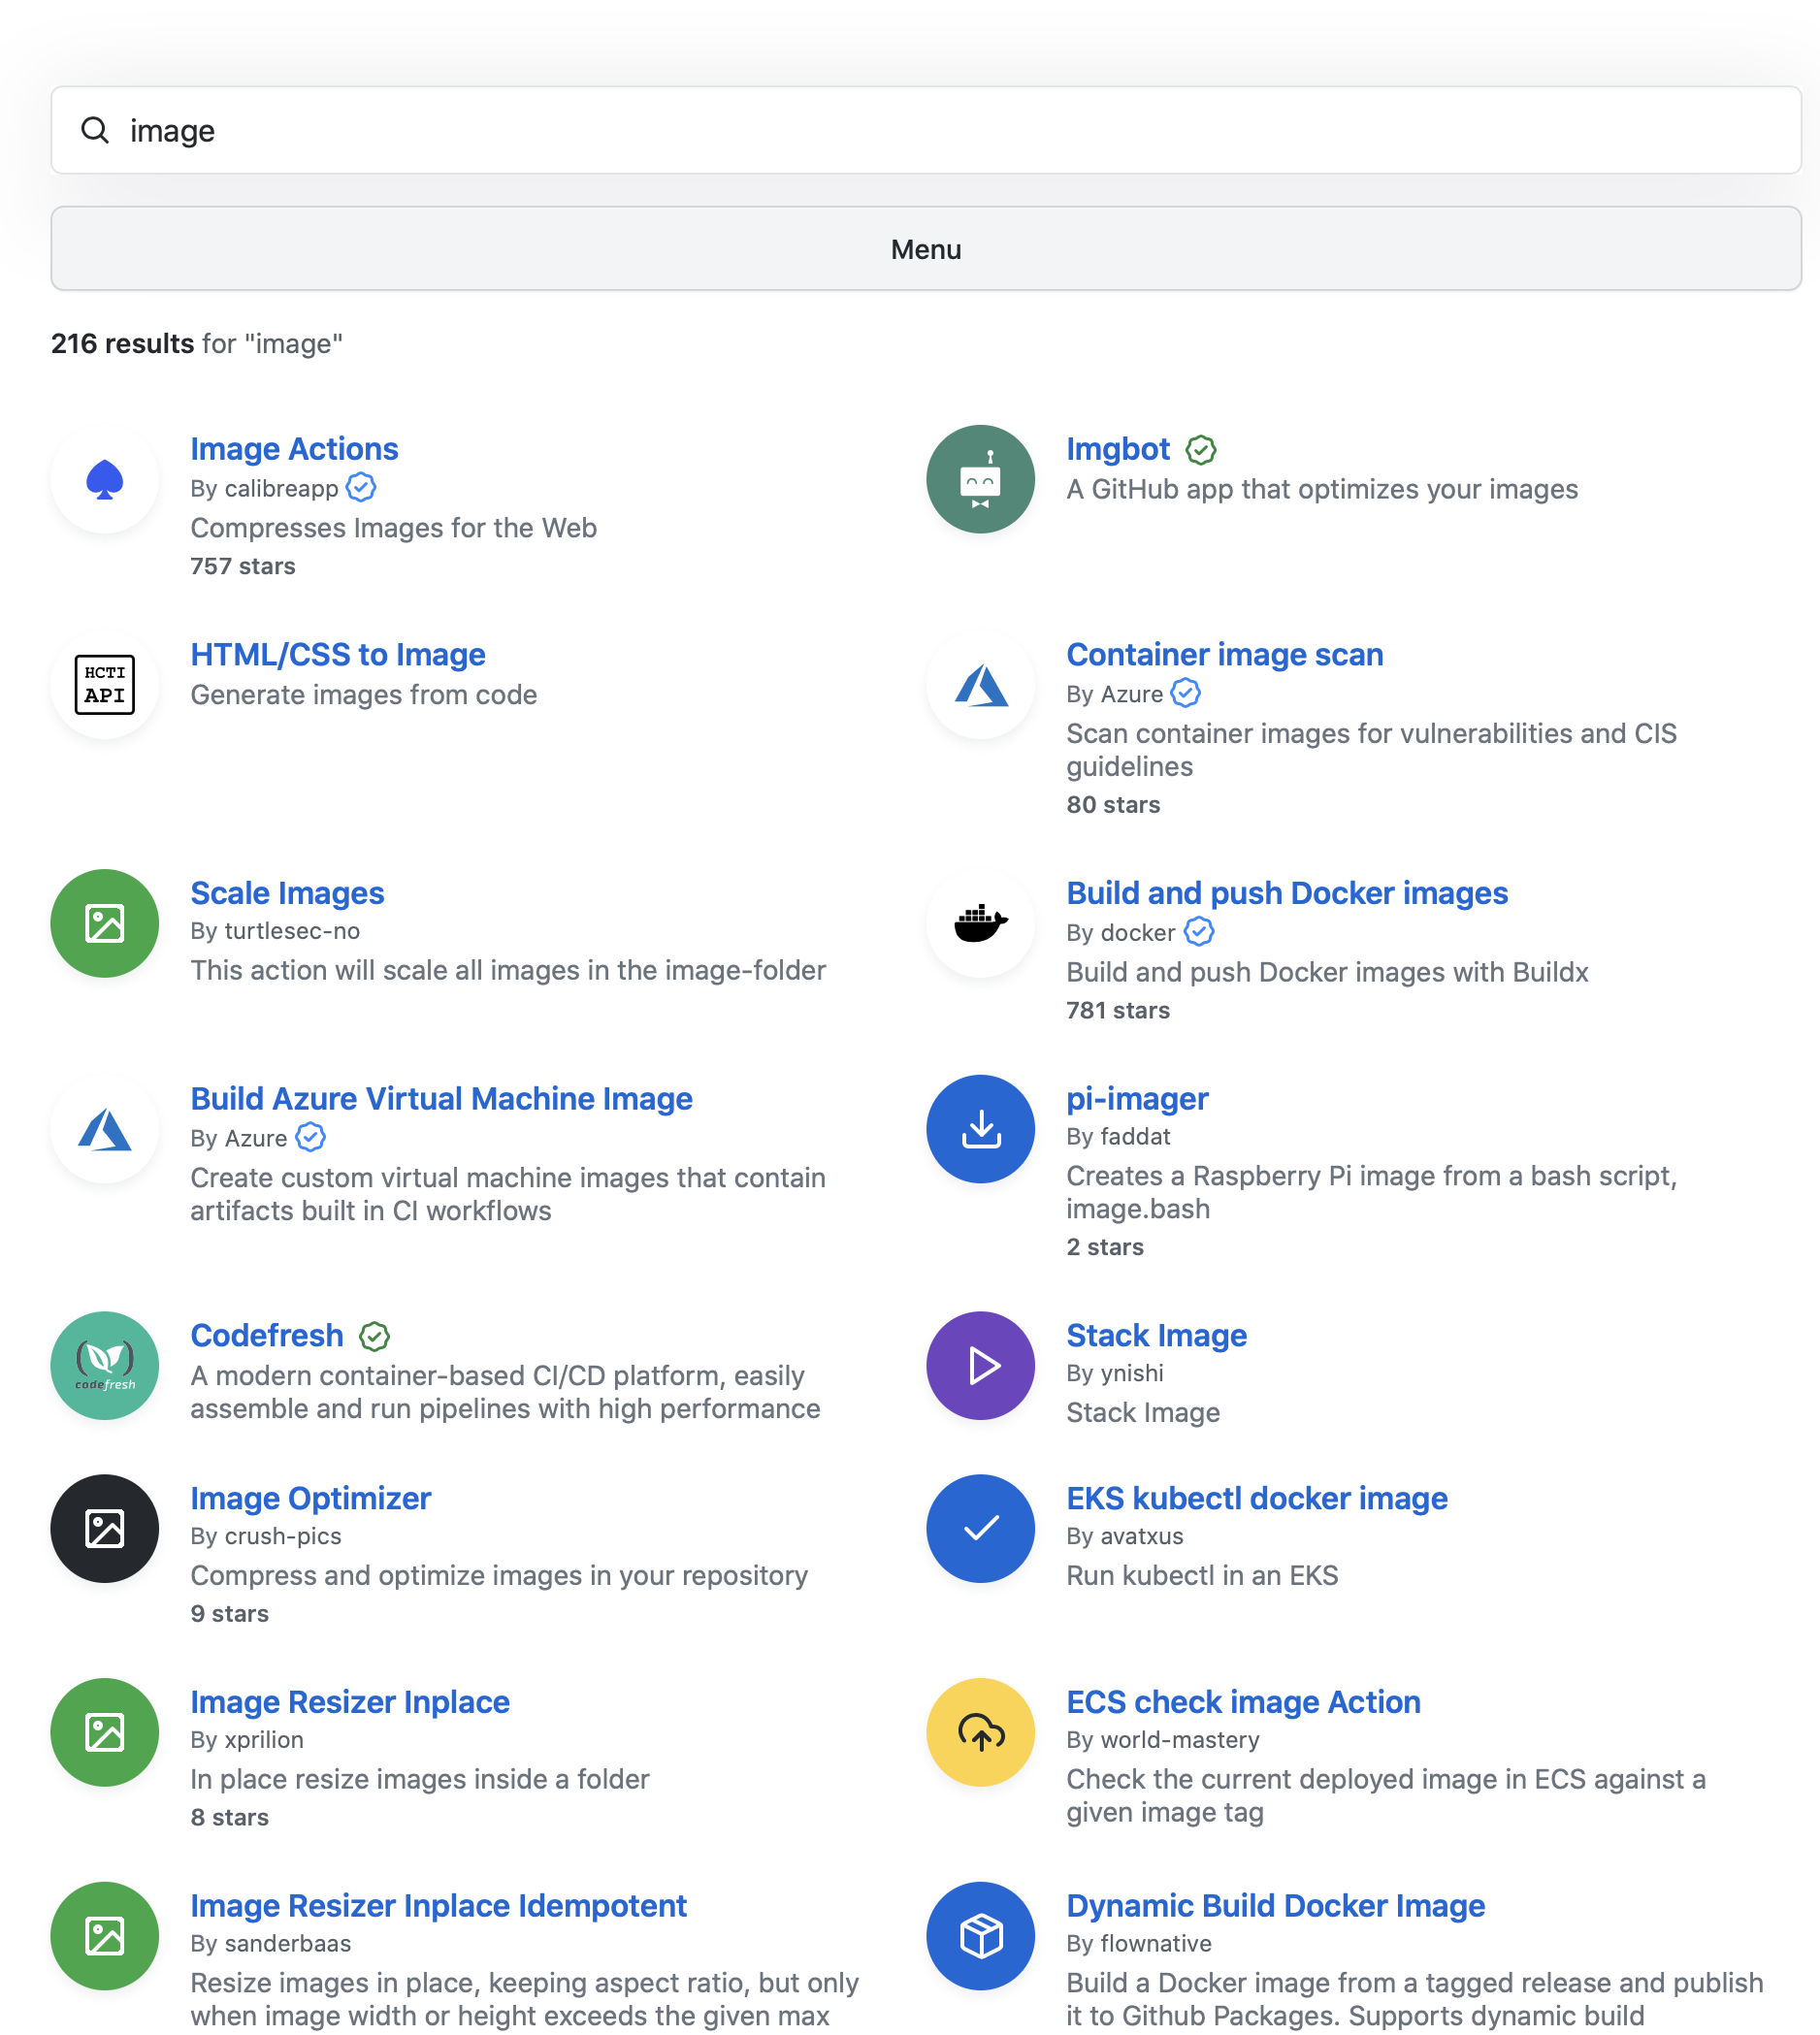 image
Menu
216 results for "image"
Image Actions
By calibreapp
Compresses Images for the Web
757 stars
Imgbot
A GitHub app that optimizes your images
HCTI
API
HTML/CSS to Image
Generate images from code
Container image scan
By Azure
Scan container images for vulnerabilities and CIS
guidelines
80 stars
Scale Images
By turtlesec-no
This action will scale all images in the image-folder
Build and push Docker images
By docker
Build and push Docker images with Buildx
781 stars
Build Azure Virtual Machine Image
By Azure
Create custom virtual machine images that contain
artifacts built in CI workflows
pi-imager
By faddat
Creates a Raspberry Pi image from a bash script,
image.bash
2 stars
codefresh
Codefresh
A modern container-based CI/CD platform, easily
assemble and run pipelines with high performance
Stack Image
By ynishi
Stack Image
Image Optimizer
By crush-pics
Compress and optimize images in your repository
9 stars
EKS kubectl docker image
By avatxus
Run kubectl in an EKS
Image Resizer Inplace
By xprilion
In place resize images inside a folder
8 stars
ECS check image Action
By world-mastery
Check the current deployed image in ECS against a
given image tag
Image Resizer Inplace Idempotent
By sanderbaas
Resize images in place, keeping aspect ratio, but only
when image width or height exceeds the given max
Dynamic Build Docker Image
By flownative
Build a Docker image from a tagged release and publish
it to Github Packages. Supports dynamic build